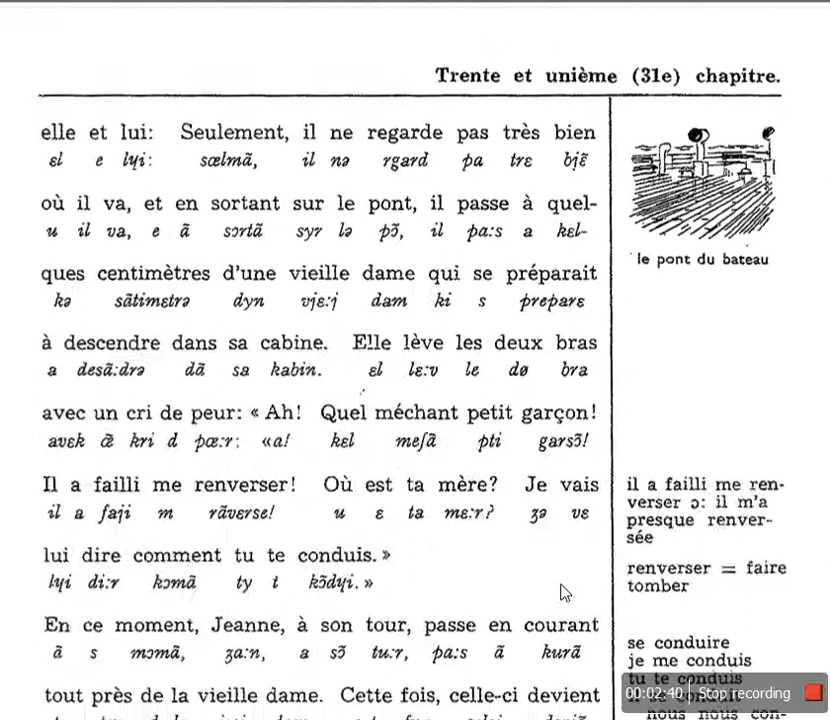 Trente et unième (31e) chapitre.
elle et lui: Seulement, il ne regarde pas très bien
ɛl e lɥi: sœlmɑ̃, il nə rgard pɑ trɛ bjɛ̃
où il va, et en sortant sur le pont, il passe à quel-
u il va, e ɑ̃ sɔrtɑ̃ syr lə pɔ̃, il pɑ:s a kɛl-
ques centimètres d'une vieille dame qui se préparait
kə sɑ̃timɛtrə dyn vjɛ:j dam ki s preparɛ
à descendre dans sa cabine. Elle lève les deux bras
a desɑ̃:drə dɑ̃ sa kabin. ɛl lɛ:v le dø bra
avec un cri de peur: « Ah! Quel méchant petit garçon!
avɛk œ̃ kri d pœ:r: «a! kɛl meʃɑ̃ pti garsɔ̃!
Il a failli me renverser! Où est ta mère? Je vais
il a faji m rɑ̃vɛrse! u ɛ ta mɛ:r? ʒə vɛ
lui dire comment tu te conduis. »
lɥi di:r kɔmɑ̃ ty t kɔ̃dɥi. »
En ce moment, Jeanne, à son tour, passe en courant
ɑ̃ s mɔmɑ̃, ʒɑ:n, a sɔ̃ tu:r, pɑ:s ɑ̃ kurɑ̃
tout près de la vieille dame. Cette fois, celle-ci devient
le pont du bateau
il a failli me ren-
verser ɔ: il m'a
presque renver-
sée
renverser = faire
tomber
se conduire
je me conduis
tu te conduis
nous nous con-
00:02:40 Stop recording